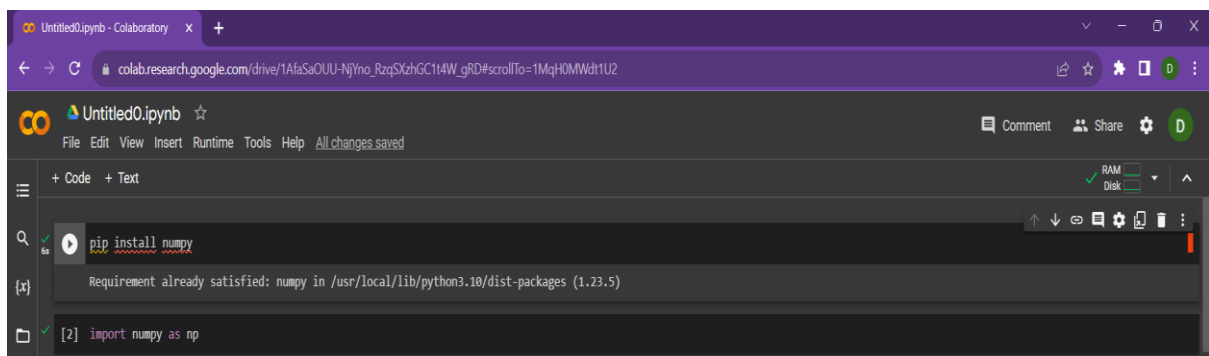 Untitled0.ipynb - Colaboratory
colab.research.google.com/drive/1AfaSaOUU-NjYno_RzqSXzhGC1t4W_gRD#scrollTo=1MqH0MWdt1U2
D
Untitled0.ipynb
Comment Share D
File Edit View Insert Runtime Tools Help All changes saved
+ Code + Text
RAM
Disk
6s pip install numpy
Requirement already satisfied: numpy in /usr/local/lib/python3.10/dist-packages (1.23.5)
{x}
[2] import numpy as np